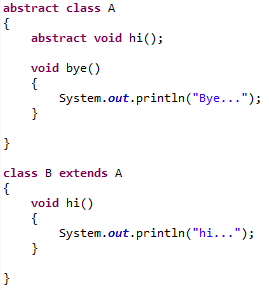 abstract class A
{
    abstract void hi();

    void bye()
    {
        System.out.println("Bye...");
    }

}

class B extends A
{
    void hi()
    {
        System.out.println("hi...");
    }

}